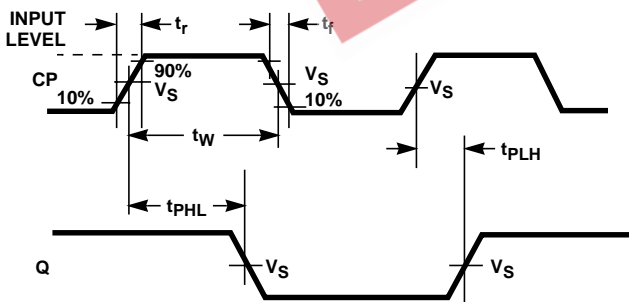 INPUT LEVEL
tr
tf
CP
10%
90%
VS
VS
10%
VS
tW
tPLH
tPHL
Q
VS
VS